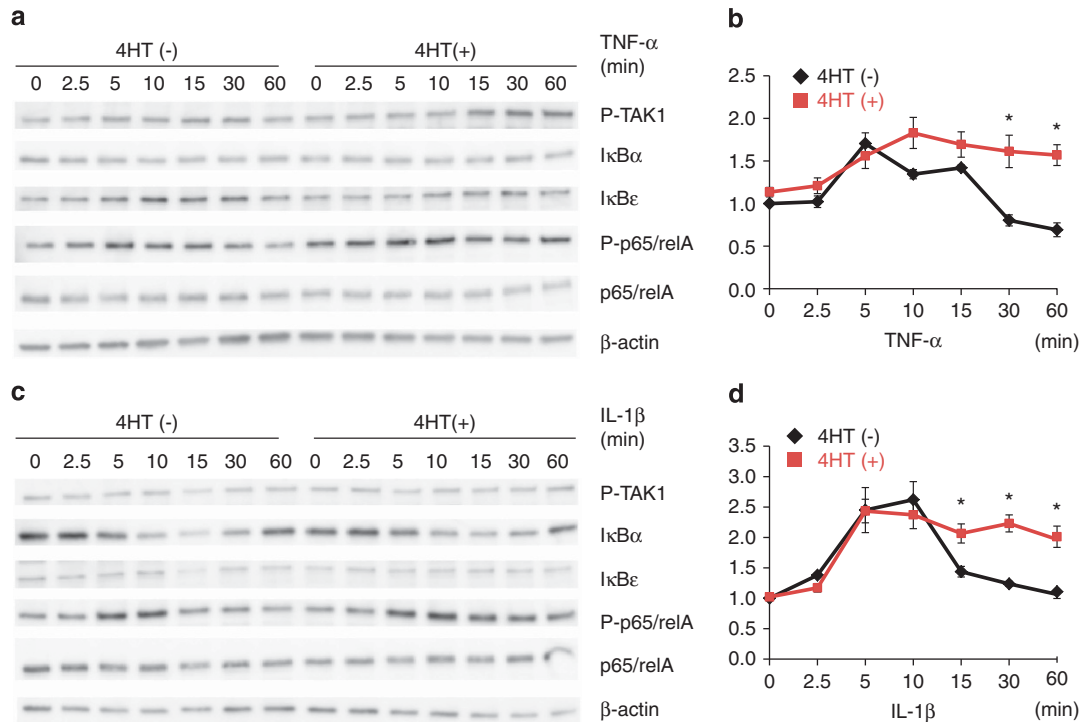 a
4HT (-) 4HT(+) TNF-α
(min)
0 2.5 5 10 15 30 60 0 2.5 5 10 15 30 60
P-TAK1
IκBα
IκBε
P-p65/relA
p65/relA
β-actin
b
4HT (-)
4HT (+)
2.5
2.0
1.5
1.0
0.5
0.0
* *
0 2.5 5 10 15 30 60
TNF-α (min)
c
4HT (-) 4HT(+) IL-1β
(min)
0 2.5 5 10 15 30 60 0 2.5 5 10 15 30 60
P-TAK1
IκBα
IκBε
P-p65/relA
p65/relA
β-actin
d
4HT (-)
4HT (+)
3.5
3.0
2.5
2.0
1.5
1.0
0.5
0.0
* * *
0 2.5 5 10 15 30 60
IL-1β (min)